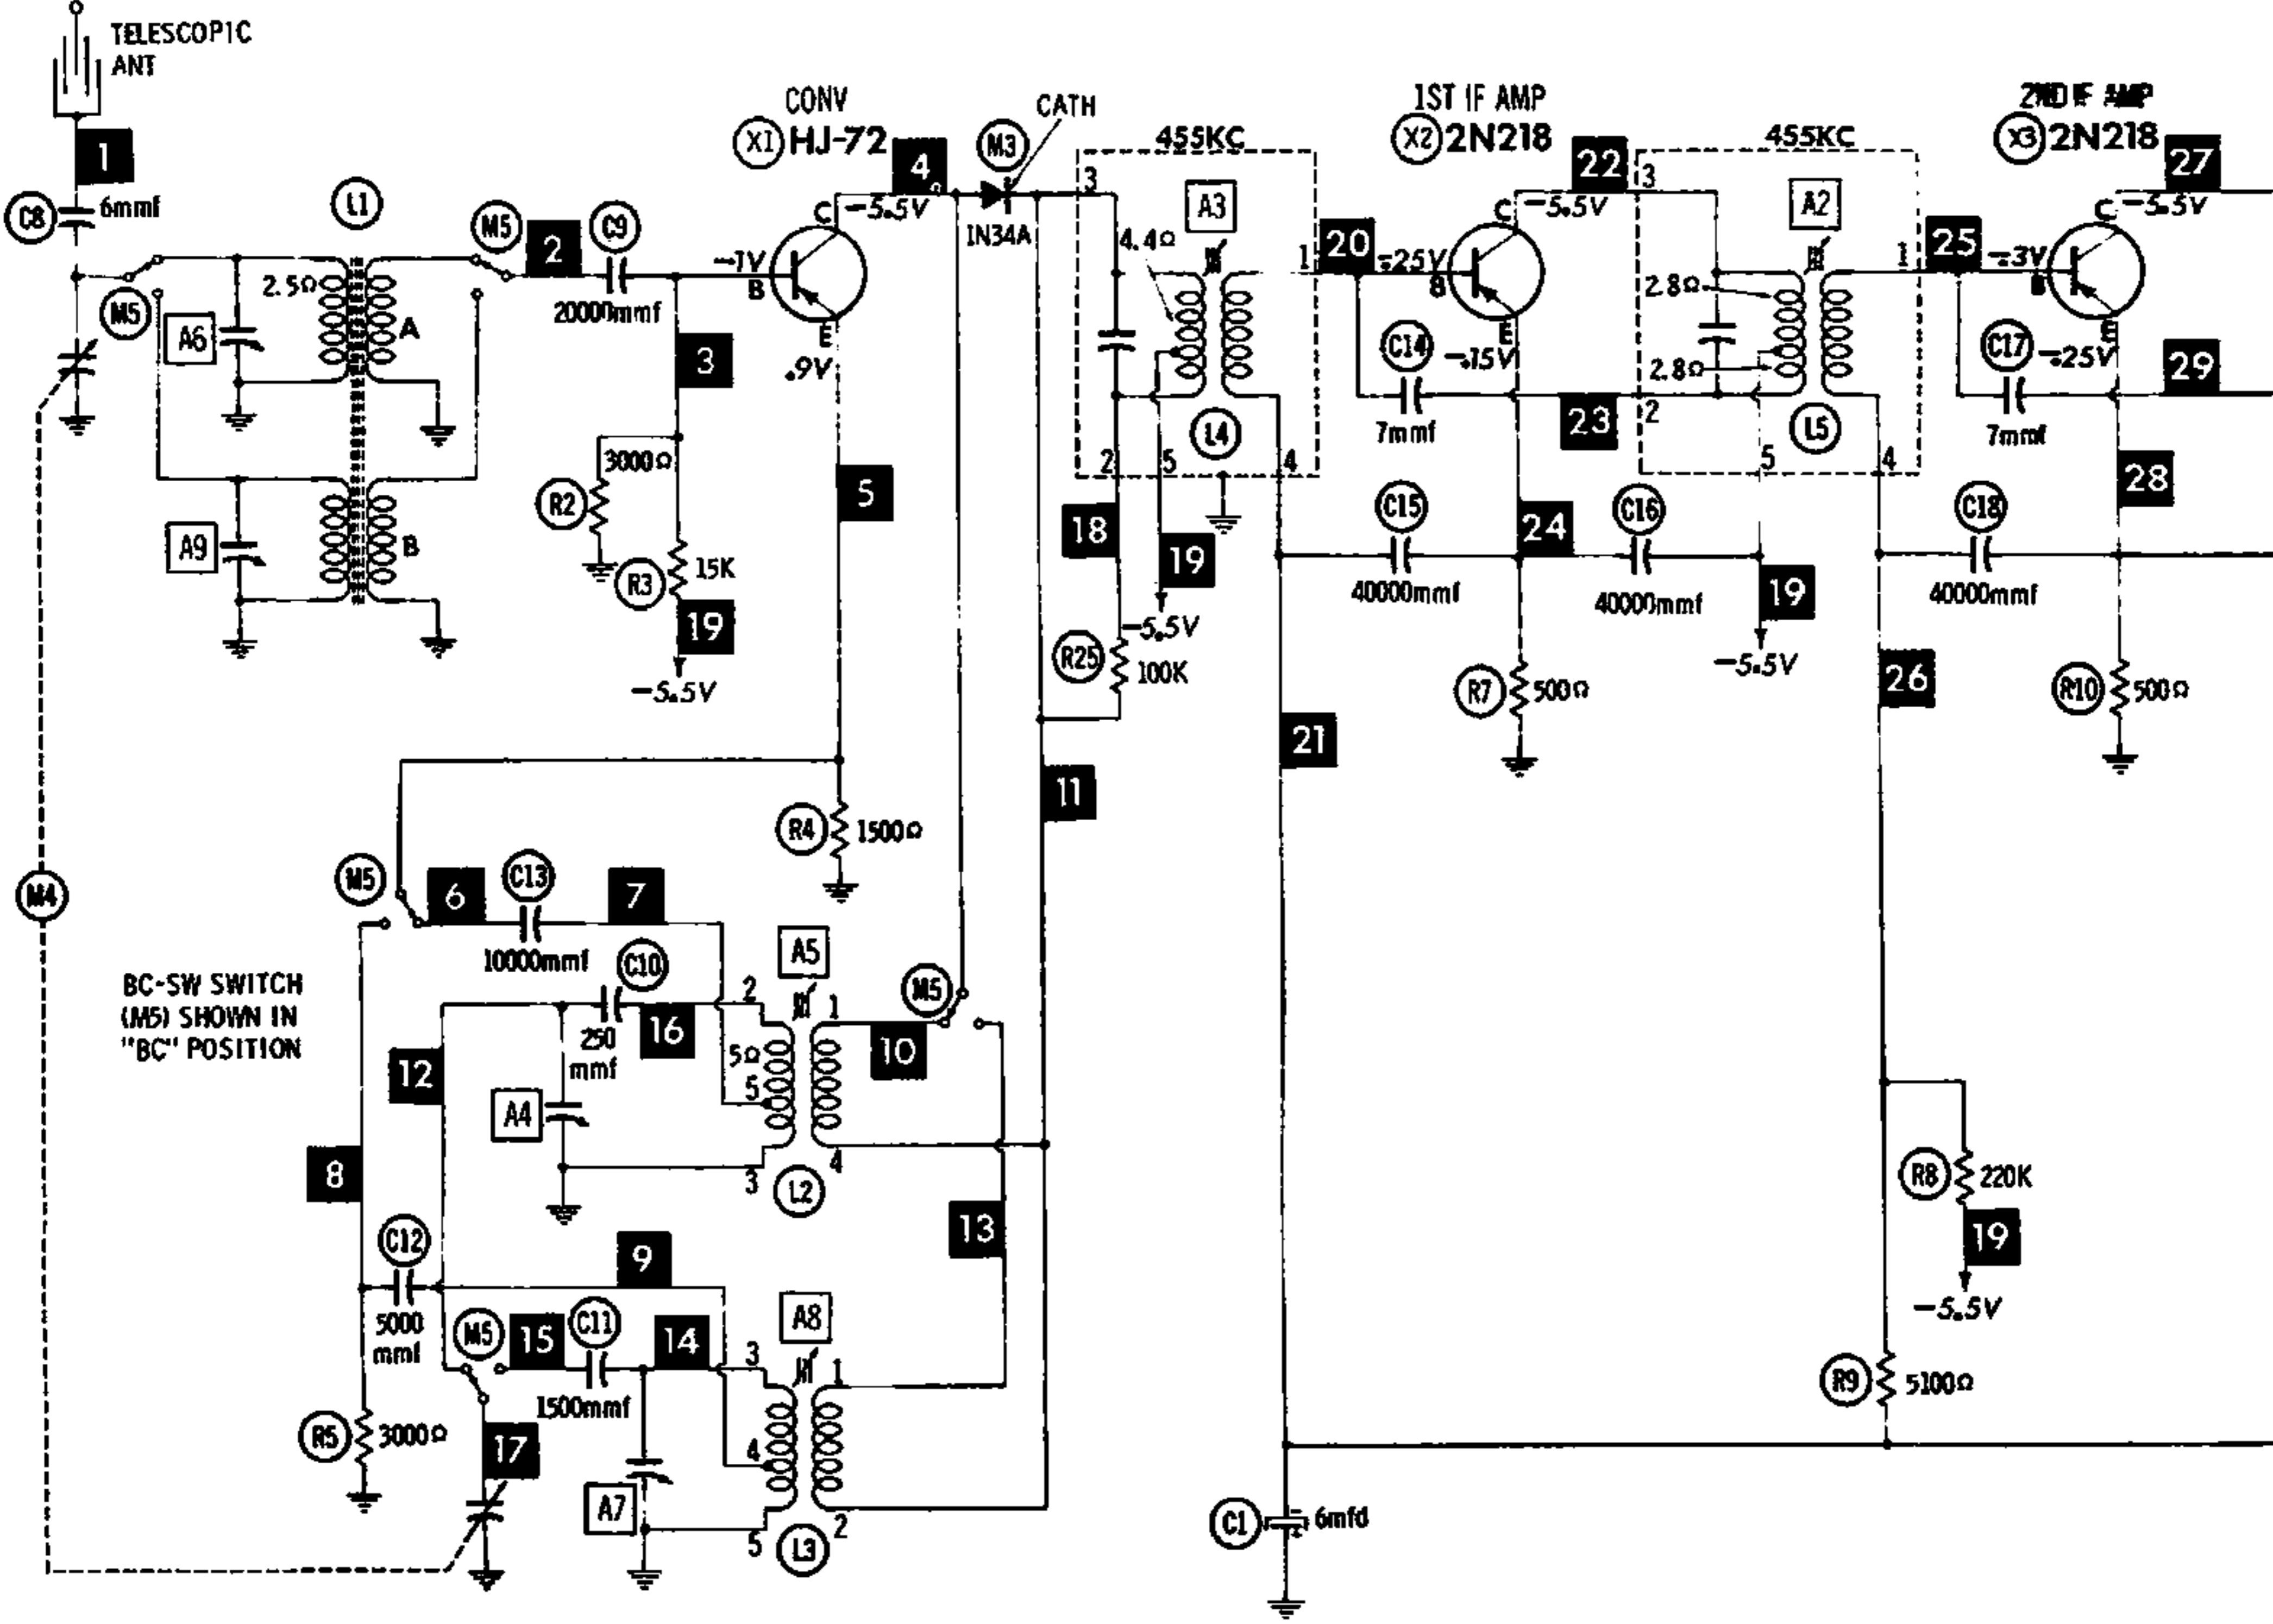 TELESCOPIC
ANT
1
C8
6mmf
L1
M5
2
C9
20000mmf
CONV
X1 HJ-72
4
M3
CATH
1N34A
455KC
3
A3
4.4Ω
1
20
1ST IF AMP
X2 2N218
22
455KC
3
A2
1
25
2ND IF AMP
X3 2N218
27
C
-5.5V
C
-5.5V
C
-5.5V
M5
A6
2.5Ω
A
-.1V
B
E
.9V
-.25V
B
E
-.15V
C14
7mmf
23
2.8Ω
2.8Ω
2
L5
5
4
-.3V
B
E
-.25V
C17
7mmf
29
3
3000Ω
R2
R3
15K
19
-5.5V
5
A9
B
2
5
L4
4
18
19
-5.5V
R25
100K
C15
40000mmf
24
C16
40000mmf
19
-5.5V
C18
40000mmf
28
R7
500Ω
26
R10
500Ω
21
11
R4
1500Ω
M4
M5
6
C13
10000mmf
7
C10
250
mmf
16
A5
2
1
5Ω
5
M5
10
BC-SW SWITCH
(M5) SHOWN IN
"BC" POSITION
12
A4
3
4
L2
8
13
R8
220K
19
-5.5V
C12
5000
mmf
9
M5
15
C11
1500mmf
14
A8
3
1
R5
3000Ω
17
4
A7
5
2
L3
R9
5100Ω
C1
6mfd